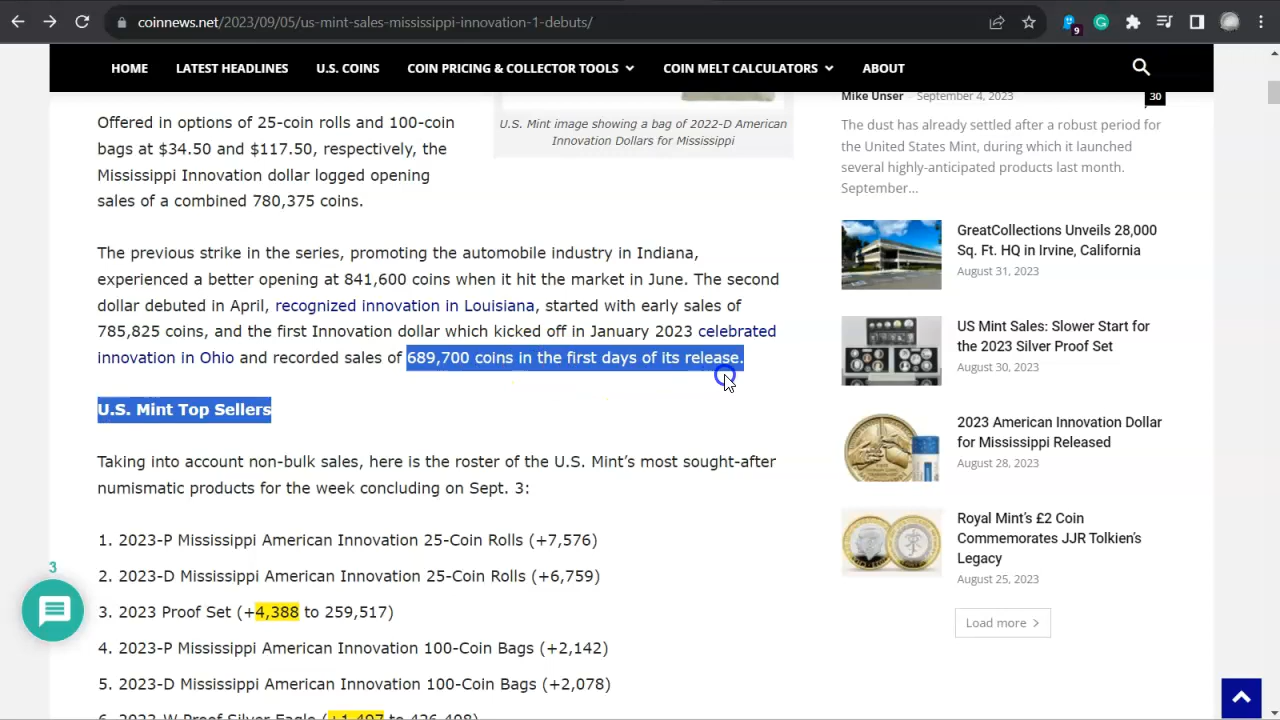 coinnews.net/2023/09/05/us-mint-sales-mississippi-innovation-1-debuts/
9
HOME
LATEST HEADLINES
U.S. COINS
COIN PRICING & COLLECTOR TOOLS
COIN MELT CALCULATORS
ABOUT
Offered in options of 25-coin rolls and 100-coin
bags at $34.50 and $117.50, respectively, the
Mississippi Innovation dollar logged opening
sales of a combined 780,375 coins.
U.S. Mint image showing a bag of 2022-D American
Innovation Dollars for Mississippi
The previous strike in the series, promoting the automobile industry in Indiana,
experienced a better opening at 841,600 coins when it hit the market in June. The second
dollar debuted in April, recognized innovation in Louisiana, started with early sales of
785,825 coins, and the first Innovation dollar which kicked off in January 2023 celebrated
innovation in Ohio and recorded sales of 689,700 coins in the first days of its release.
U.S. Mint Top Sellers
Taking into account non-bulk sales, here is the roster of the U.S. Mint's most sought-after
numismatic products for the week concluding on Sept. 3:
1. 2023-P Mississippi American Innovation 25-Coin Rolls (+7,576)
2. 2023-D Mississippi American Innovation 25-Coin Rolls (+6,759)
3. 2023 Proof Set (+4,388 to 259,517)
4. 2023-P Mississippi American Innovation 100-Coin Bags (+2,142)
5. 2023-D Mississippi American Innovation 100-Coin Bags (+2,078)
6. 2023-W Proof Silver Eagle (+1,497 to 426,498)
3
Mike Unser - September 4, 2023
30
The dust has already settled after a robust period for
the United States Mint, during which it launched
several highly-anticipated products last month.
September...
GreatCollections Unveils 28,000
Sq. Ft. HQ in Irvine, California
August 31, 2023
US Mint Sales: Slower Start for
the 2023 Silver Proof Set
August 30, 2023
2023 American Innovation Dollar
for Mississippi Released
August 28, 2023
Royal Mint's £2 Coin
Commemorates JJR Tolkien's
Legacy
August 25, 2023
Load more